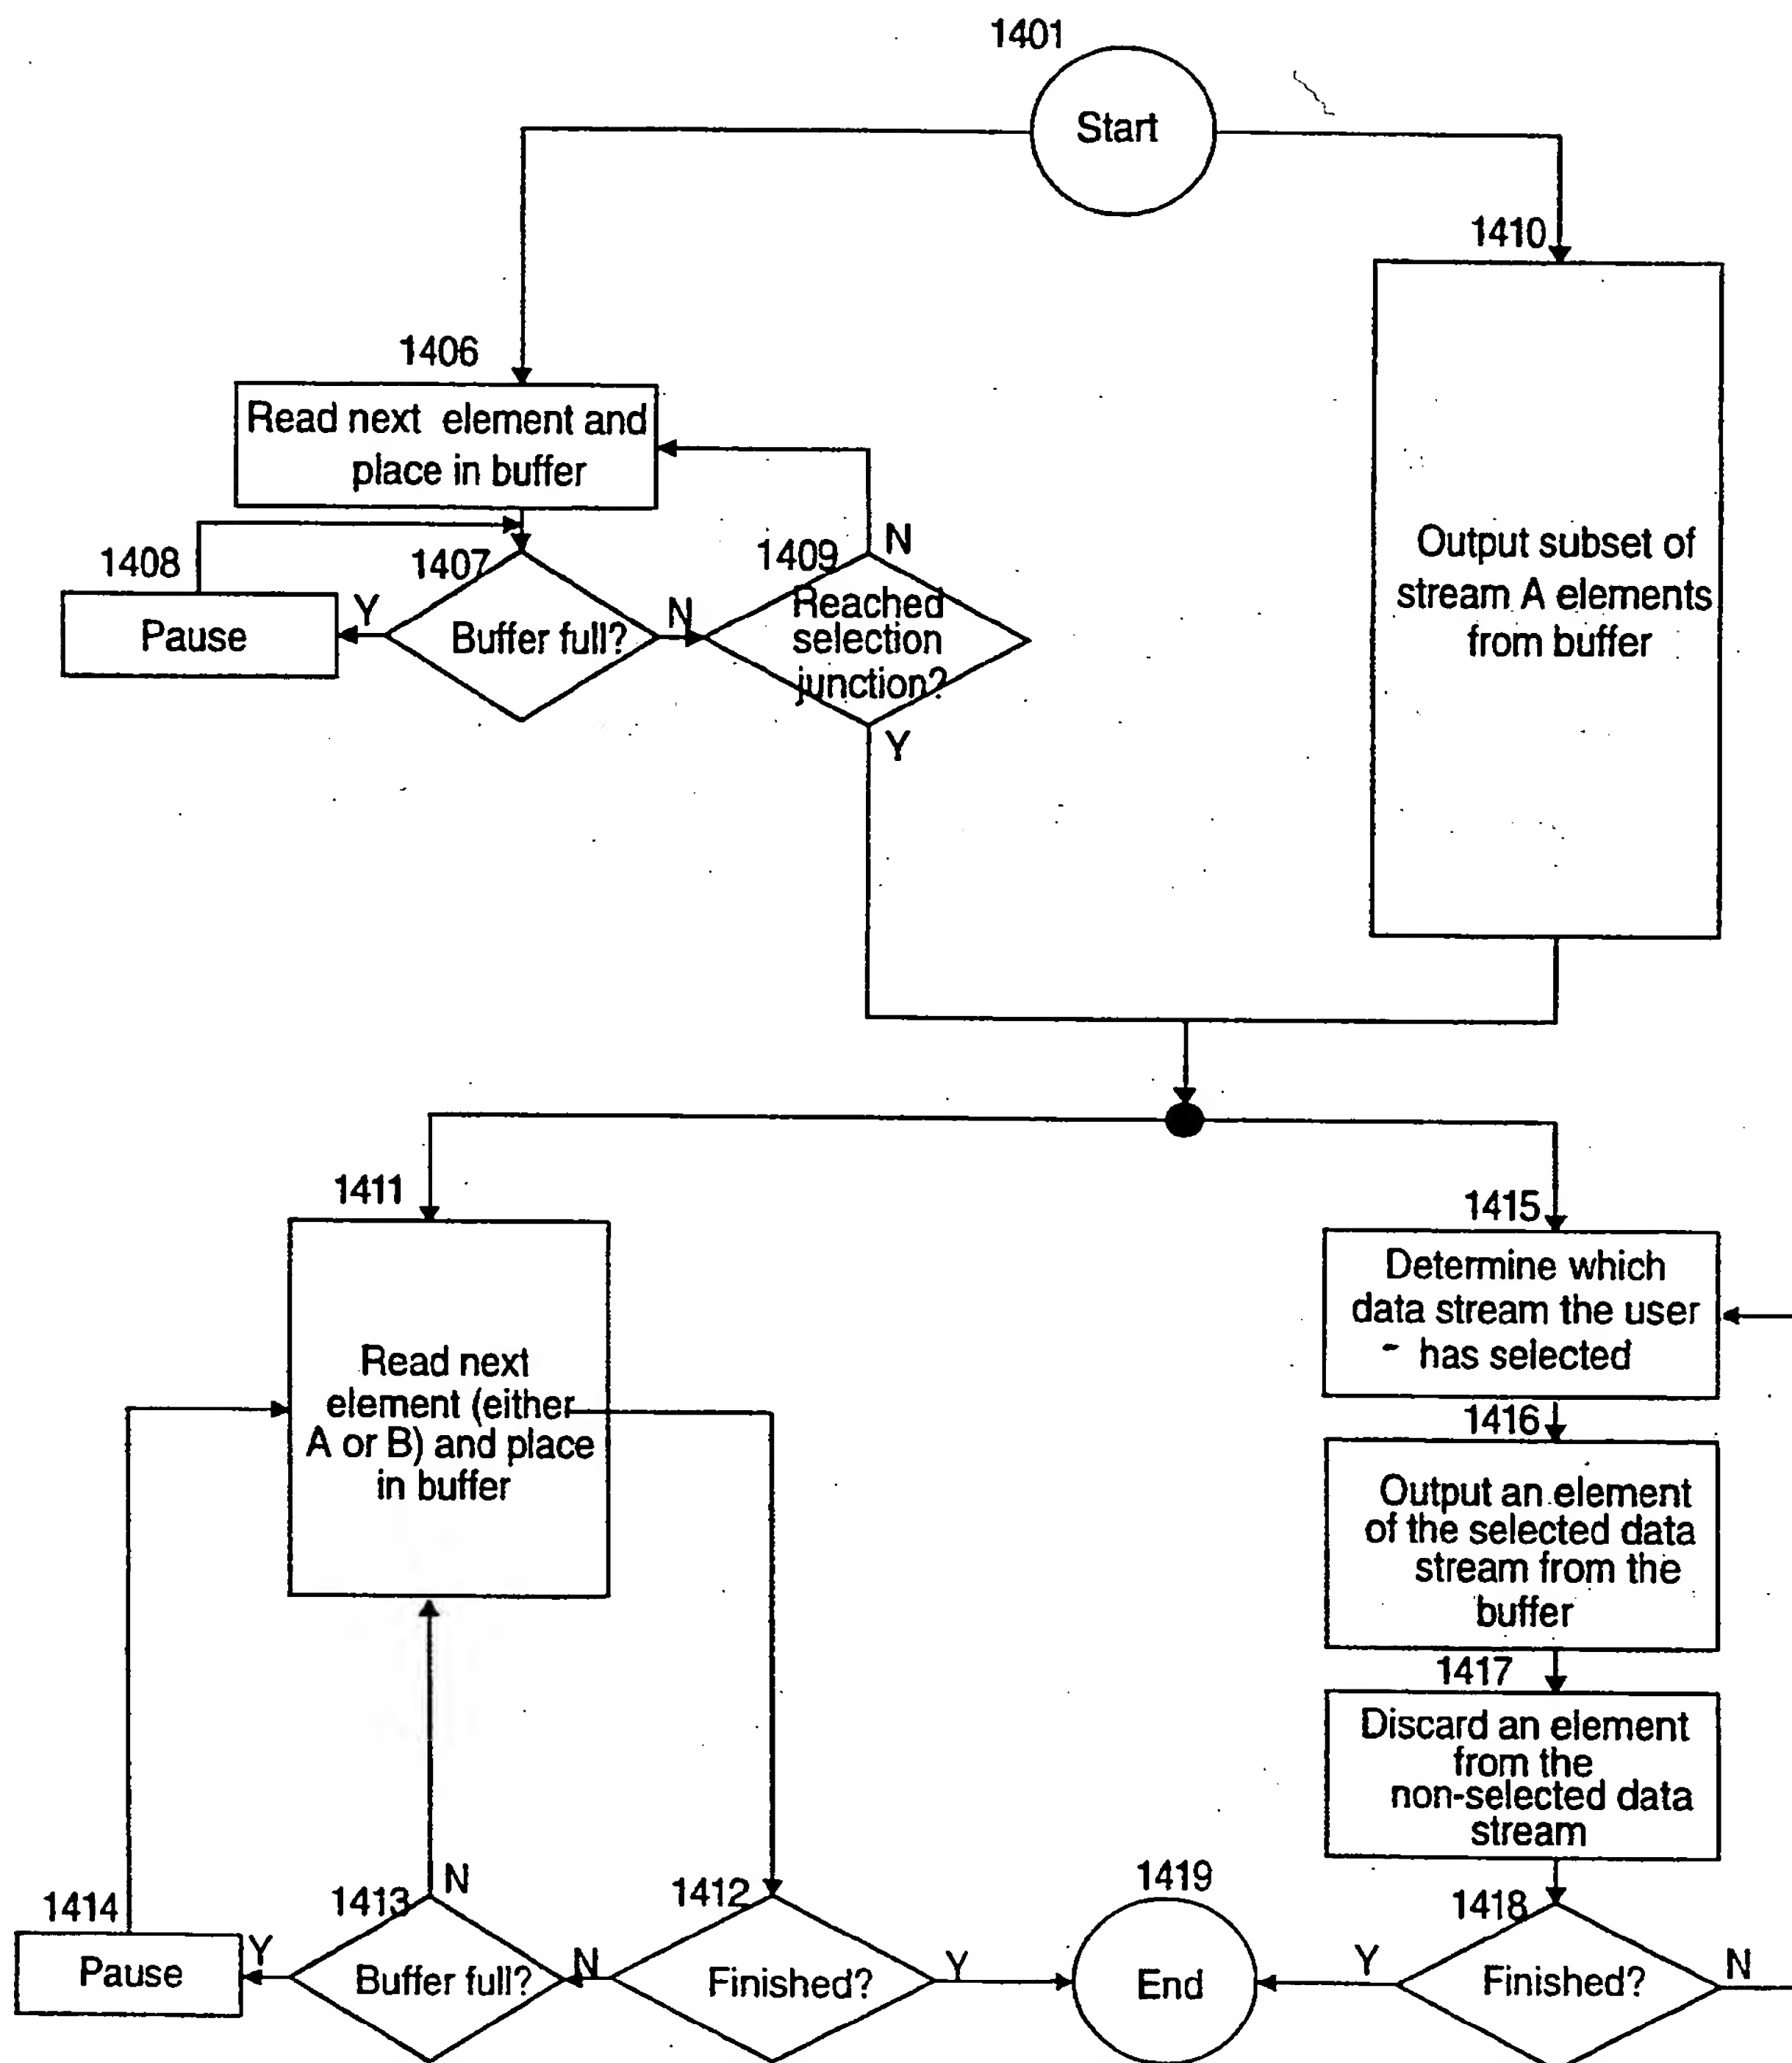 1401
Start
1410
1406
Read next element and
place in buffer
Output subset of
stream A elements
from buffer
1408
1407
1409
N
Pause
Y
Buffer full?
N
Reached
selection
junction?
Y
1411
1415
Read next
element (either
A or B) and place
in buffer
Determine which
data stream the user
has selected
1416
Output an element
of the selected data
stream from the
buffer
1417
Discard an element
from the
non-selected data
stream
1414
1413
N
1412
1419
1418
Pause
Y
Buffer full?
N
Finished?
Y
End
Y
Finished?
N